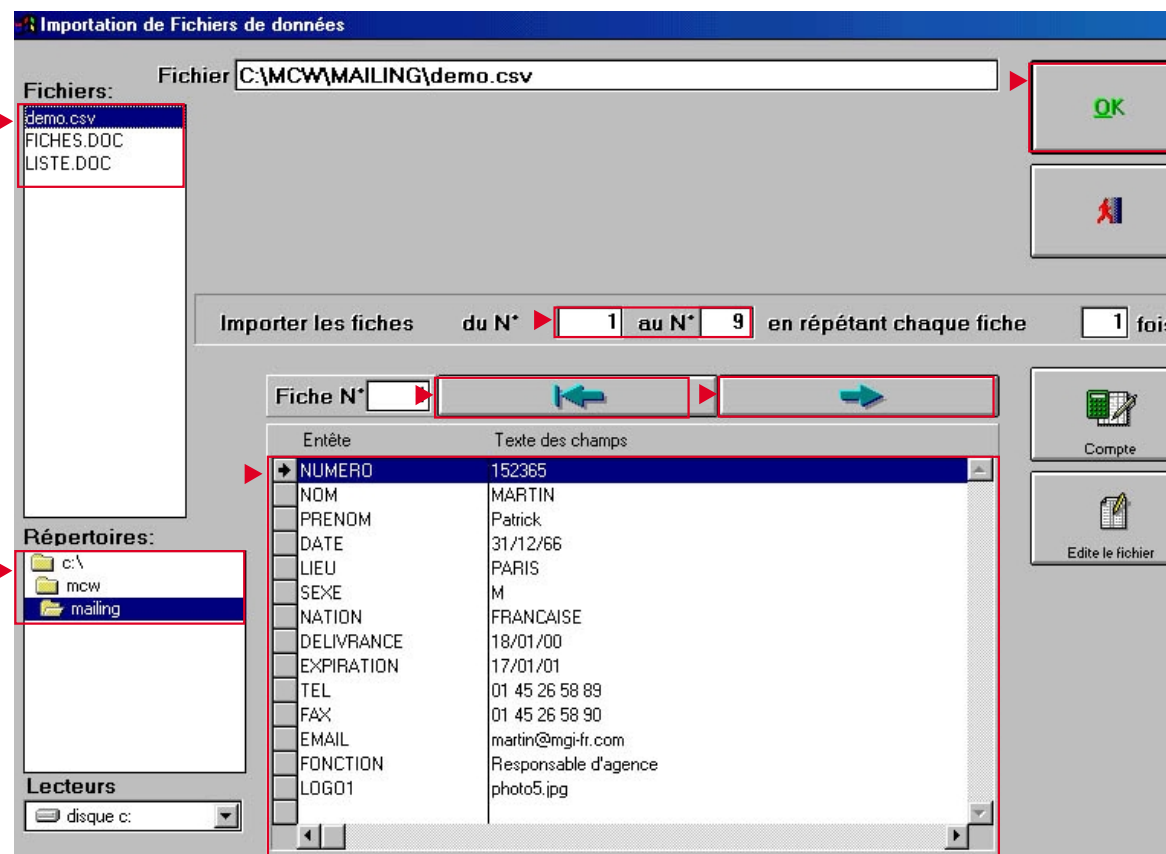 Importation de Fichiers de données
Fichier C:\MCW\MAILING\demo.csv
Fichiers:
demo.csv
FICHES.DOC
LISTE.DOC
OK
Importer les fiches du N° 1 au N° 9 en répétant chaque fiche 1 fois
Fiche N°
Entête Texte des champs
NUMERO 152365
NOM MARTIN
PRENOM Patrick
DATE 31/12/66
LIEU PARIS
SEXE M
NATION FRANCAISE
DELIVRANCE 18/01/00
EXPIRATION 17/01/01
TEL 01 45 26 58 89
FAX 01 45 26 58 90
EMAIL martin@mgi-fr.com
FONCTION Responsable d'agence
LOGO1 photo5.jpg
Compte
Edite le fichier
Répertoires:
c:\
mcw
mailing
Lecteurs
disque c: